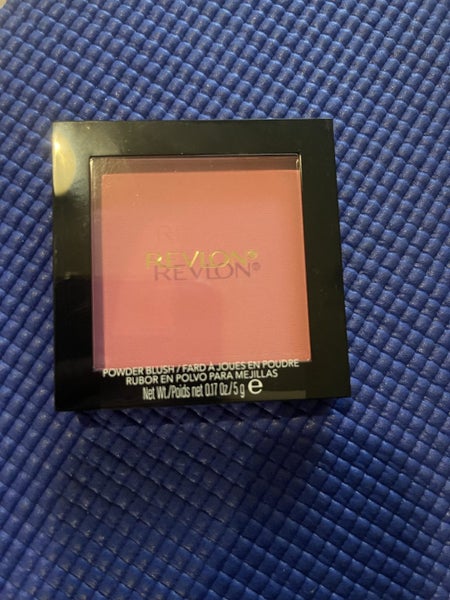 REVLON®
REVLON®
POWDER BLUSH / FARD À JOUES EN POUDRE
RUBOR EN POLVO PARA MEJILLAS
Net Wt./Poids net 0.17 Oz/5 g e